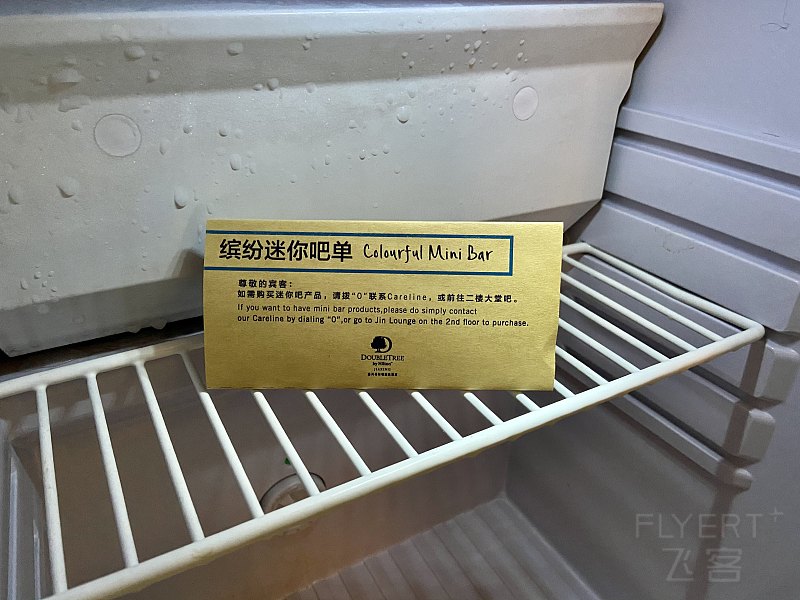 缤纷迷你吧单 Colourful Mini Bar
尊敬的宾客：
如需购买迷你吧产品，请拨“0”联系Careline，或前往二楼大堂吧。
If you want to have mini bar products,please do simply contact
our Careline by dialing "0",or go to Jin Lounge on the 2nd floor to purchase.
DOUBLETREE
by Hilton
FLYERT+
飞客